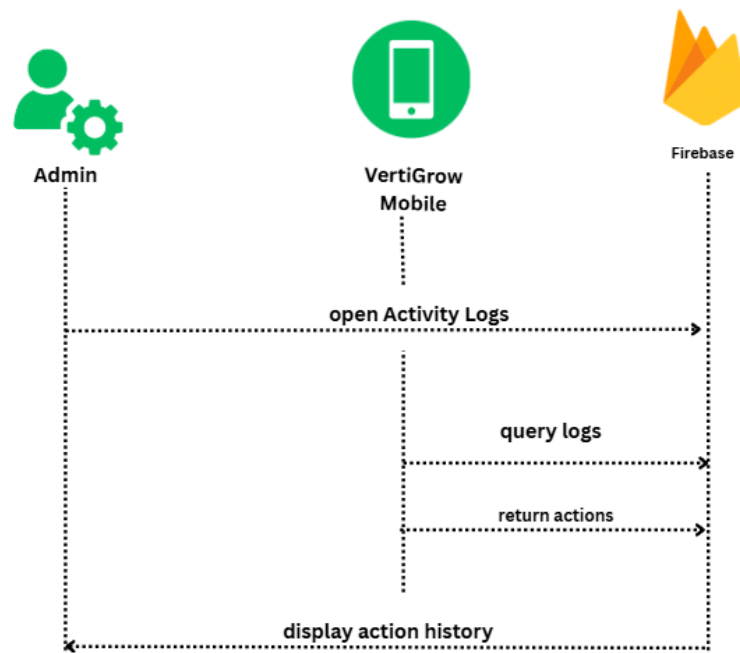 Admin
VertiGrow
Mobile
Firebase
open Activity Logs
query logs
return actions
display action history